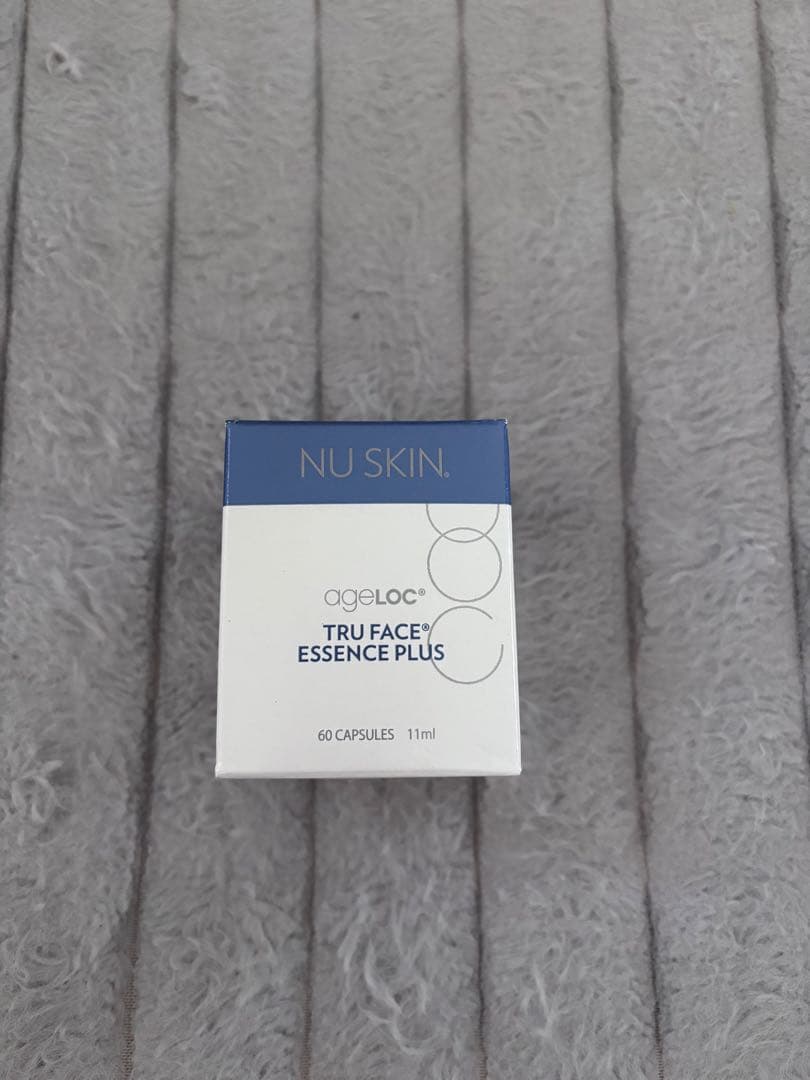 NU SKIN®
ageLOC®
TRU FACE®
ESSENCE PLUS
60 CAPSULES 11ml